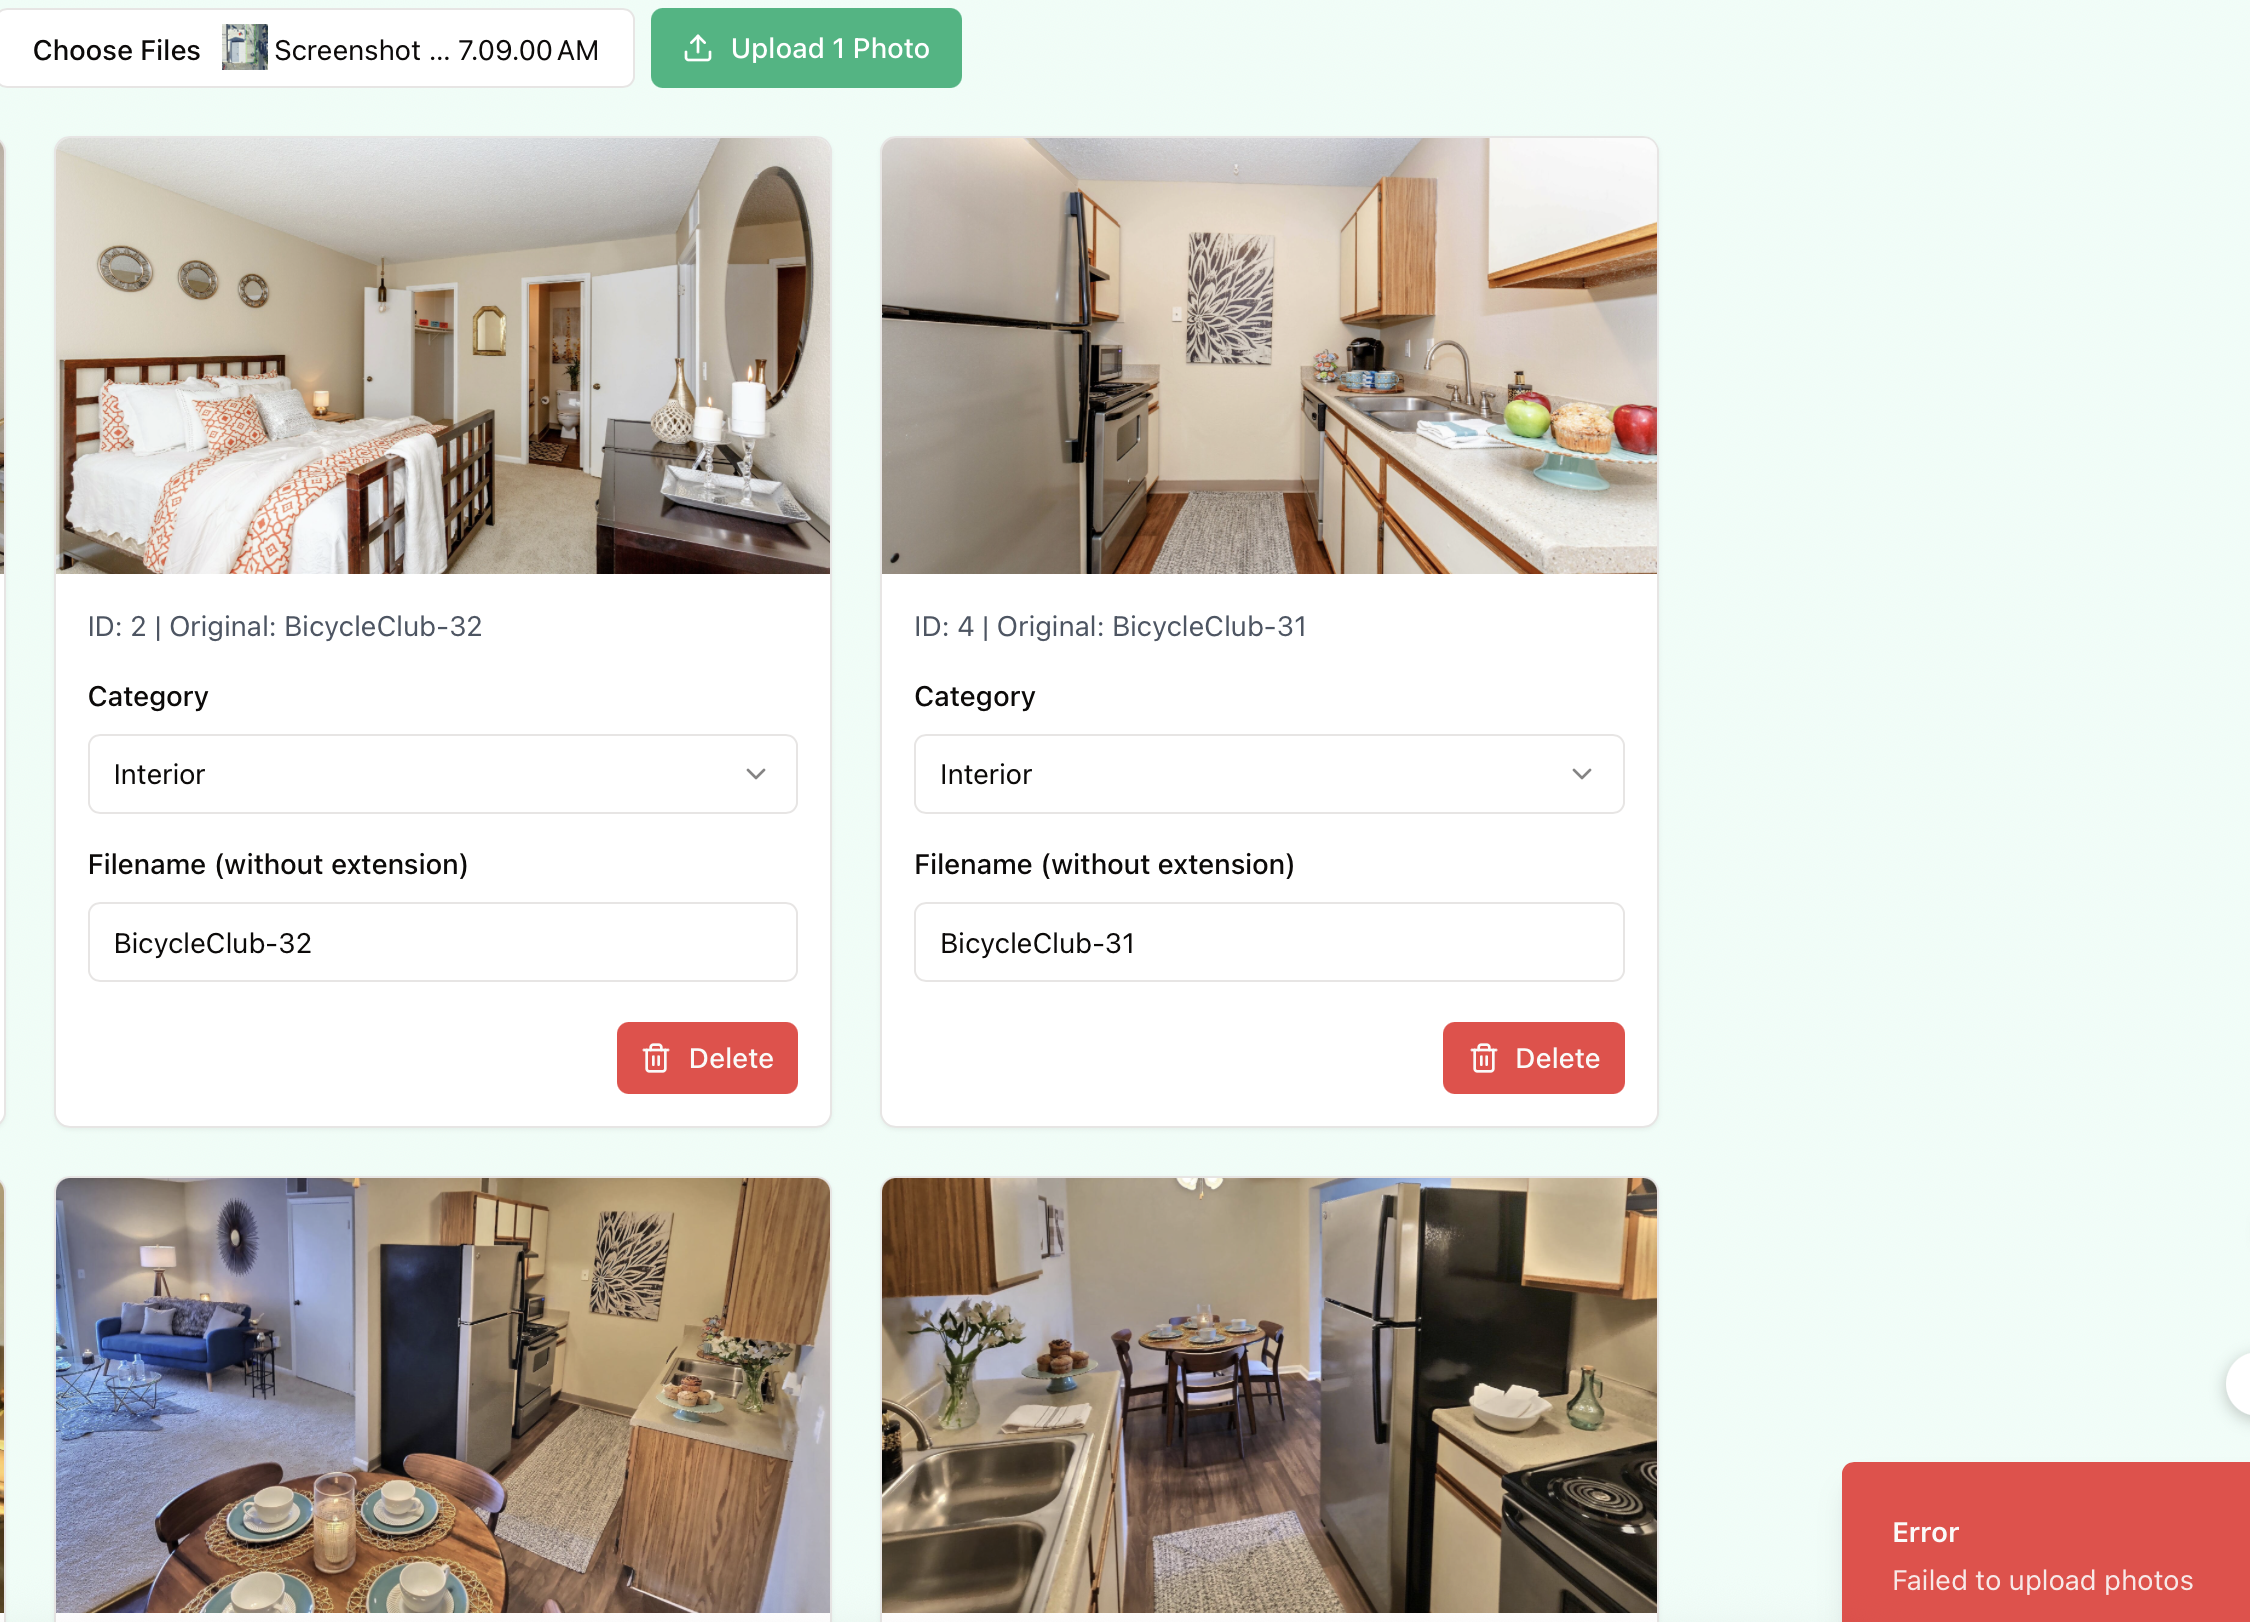 Choose Files Screenshot ... 7.09.00 AM
Upload 1 Photo
ID: 2 | Original: BicycleClub-32
Category
Interior
Filename (without extension)
BicycleClub-32
Delete
ID: 4 | Original: BicycleClub-31
Category
Interior
Filename (without extension)
BicycleClub-31
Delete
Error
Failed to upload photos